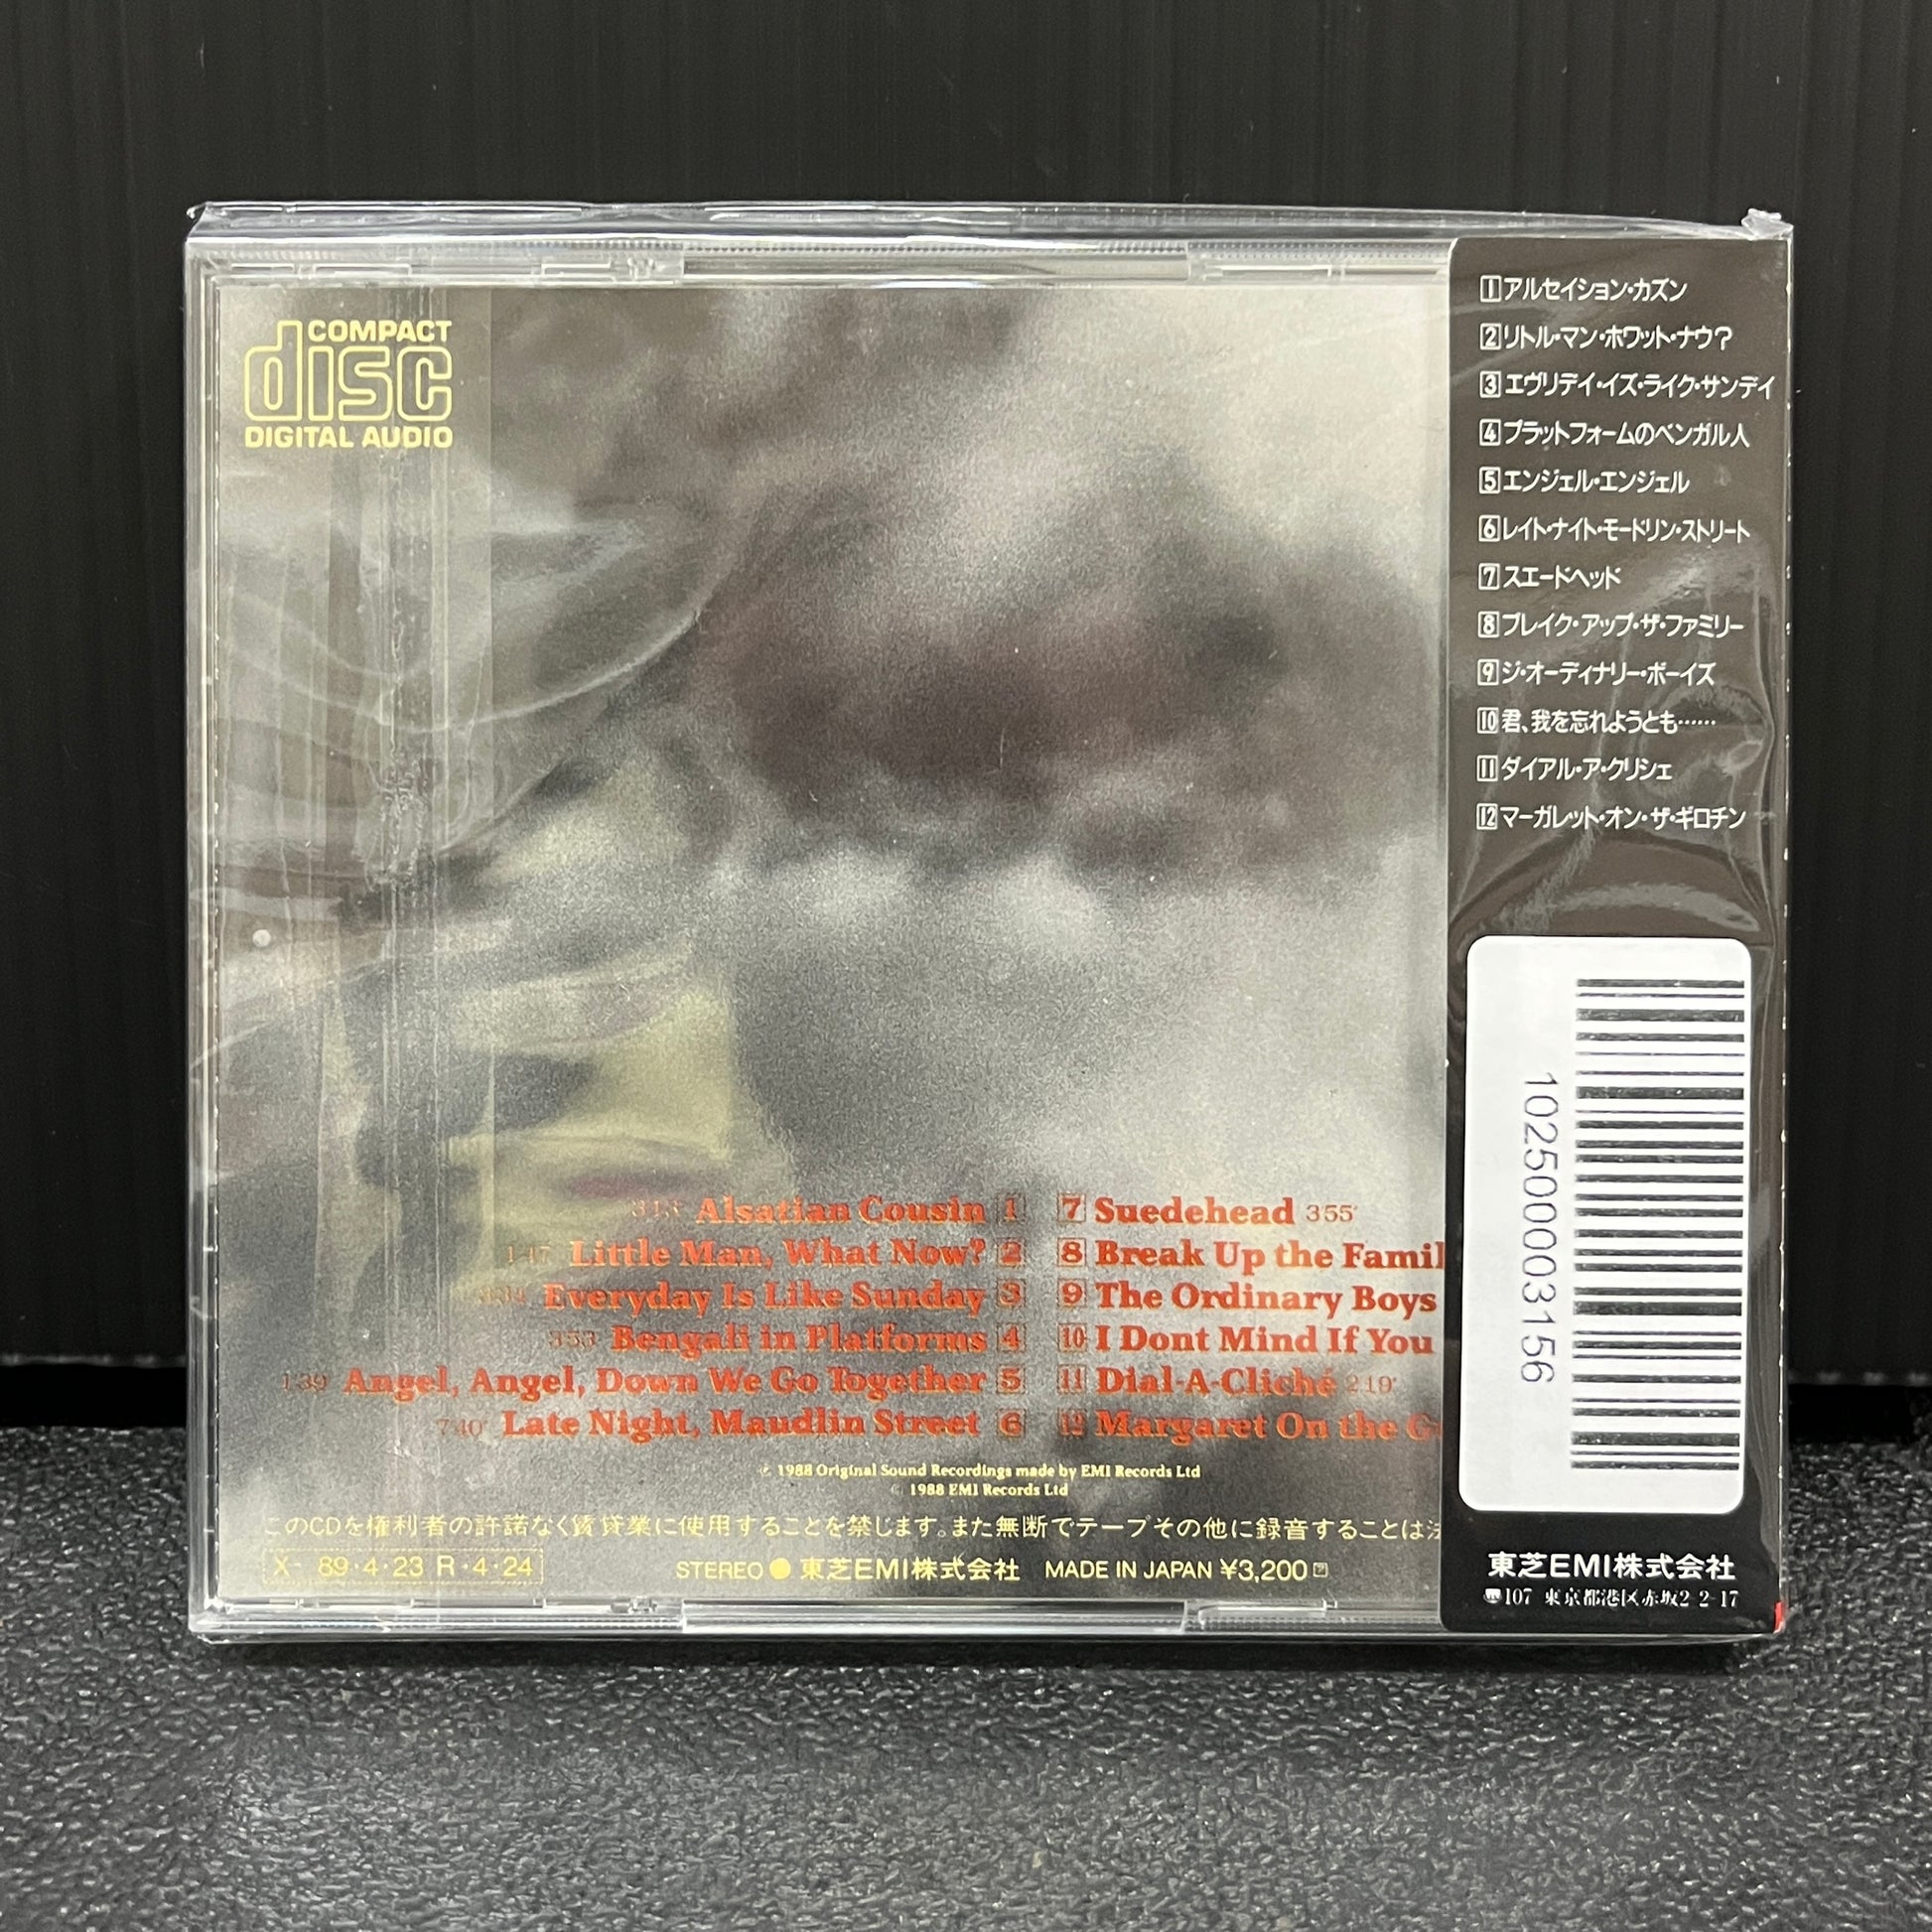 COMPACT
disc
DIGITAL AUDIO
313' Alsatian Cousin 1
1 47' Little Man, What Now? 2
Everyday Is Like Sunday 3
353' Bengali in Platforms 4
1 39' Angel, Angel, Down We Go Together 5
7 40' Late Night, Maudlin Street 6
7 Suedehead 3 55'
8 Break Up the Famil
9 The Ordinary Boys
10 I Dont Mind If You
11 Dial-A-Cliché 2 19'
12 Margaret On the G
1988 Original Sound Recordings made by EMI Records Ltd
1988 EMI Records Ltd
このCDを権利者の許諾なく賃貸業に使用することを禁じます。また無断でテープその他に録音することは法
X- 89・4・23 R・4・24
STEREO ● 東芝EMI株式会社 MADE IN JAPAN ¥3,200
1 アルセイション・カズン
2 リトル・マン・ホワット・ナウ?
3 エヴリデイ・イズ・ライク・サンデイ
4 プラットフォームのベンガル人
5 エンジェル・エンジェル
6 レイト・ナイト・モードリン・ストリート
7 スエードヘッド
8 ブレイク・アップ・ザ・ファミリー
9 ジ・オーディナリー・ボーイズ
10 君、我を忘れようとも……
11 ダイアル・ア・クリシェ
12 マーガレット・オン・ザ・ギロチン
1025000003156
東芝EMI株式会社
107 東京都港区赤坂2-2-17